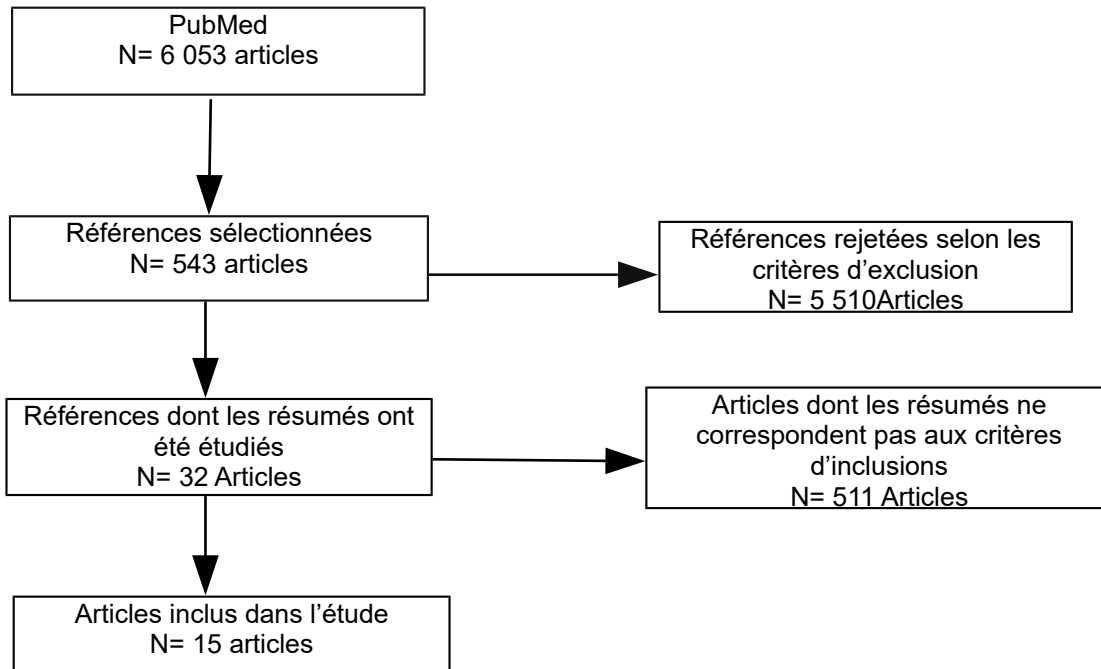 PubMed
N= 6 053 articles
Références sélectionnées
N= 543 articles
Références rejetées selon les
critères d’exclusion
N= 5 510Articles
Références dont les résumés ont
été étudiés
N= 32 Articles
Articles dont les résumés ne
correspondent pas aux critères
d’inclusions
N= 511 Articles
Articles inclus dans l’étude
N= 15 articles